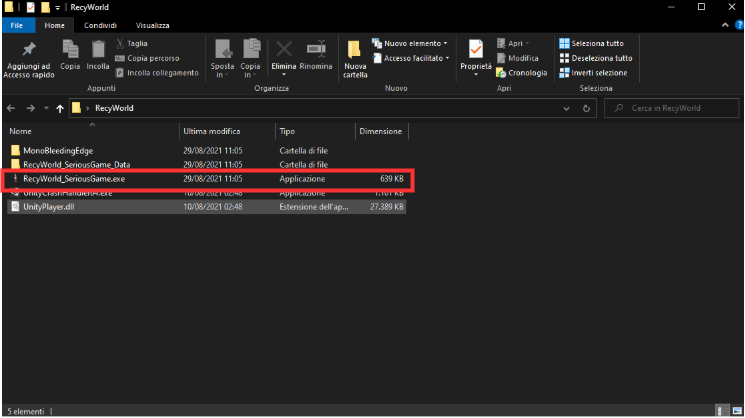 RecyWorld
File Home Condividi Visualizza
Aggiungi ad Accesso rapido
Copia
Incolla
Taglia
Copia percorso
Incolla collegamento
Appunti
Sposta in
Copia in
Elimina
Rinomina
Organizza
Nuova cartella
Nuovo elemento
Accesso facilitato
Nuovo
Proprietà
Apri
Modifica
Cronologia
Apri
Seleziona tutto
Deseleziona tutto
Inverti selezione
Seleziona
RecyWorld
Cerca in RecyWorld
Nome Ultima modifica Tipo Dimensione
MonoBleedingEdge 29/08/2021 11:05 Cartella di file
RecyWorld_SeriousGame_Data 29/08/2021 11:05 Cartella di file
RecyWorld_SeriousGame.exe 29/08/2021 11:05 Applicazione 639 KB
UnityCrashHandler64.exe 10/08/2021 02:48 Applicazione KB
UnityPlayer.dll 10/08/2021 02:48 Estensione dell'ap... 27.389 KB
5 elementi